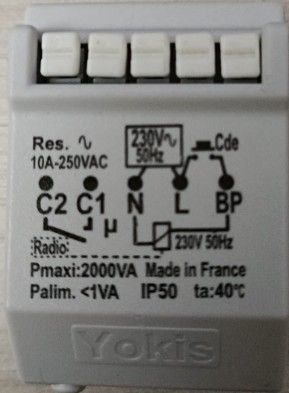 Res. ∿ 230V∿ Cde
10A-250VAC 50Hz
C2 C1 N L BP
µ
Radio 230V 50Hz
Pmaxi:2000VA Made in France
Palim. <1VA IP50 ta:40°C
Yokis